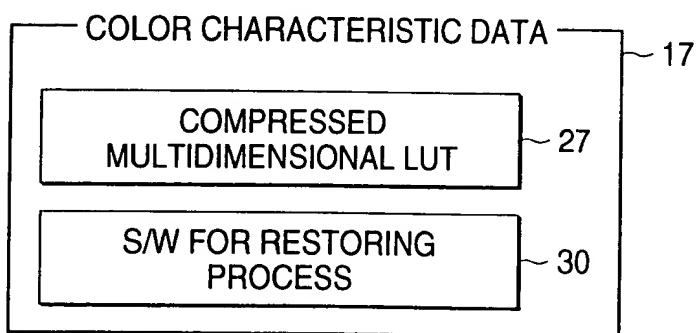 COLOR CHARACTERISTIC DATA
17
COMPRESSED
MULTIDIMENSIONAL LUT
27
S/W FOR RESTORING
PROCESS
30